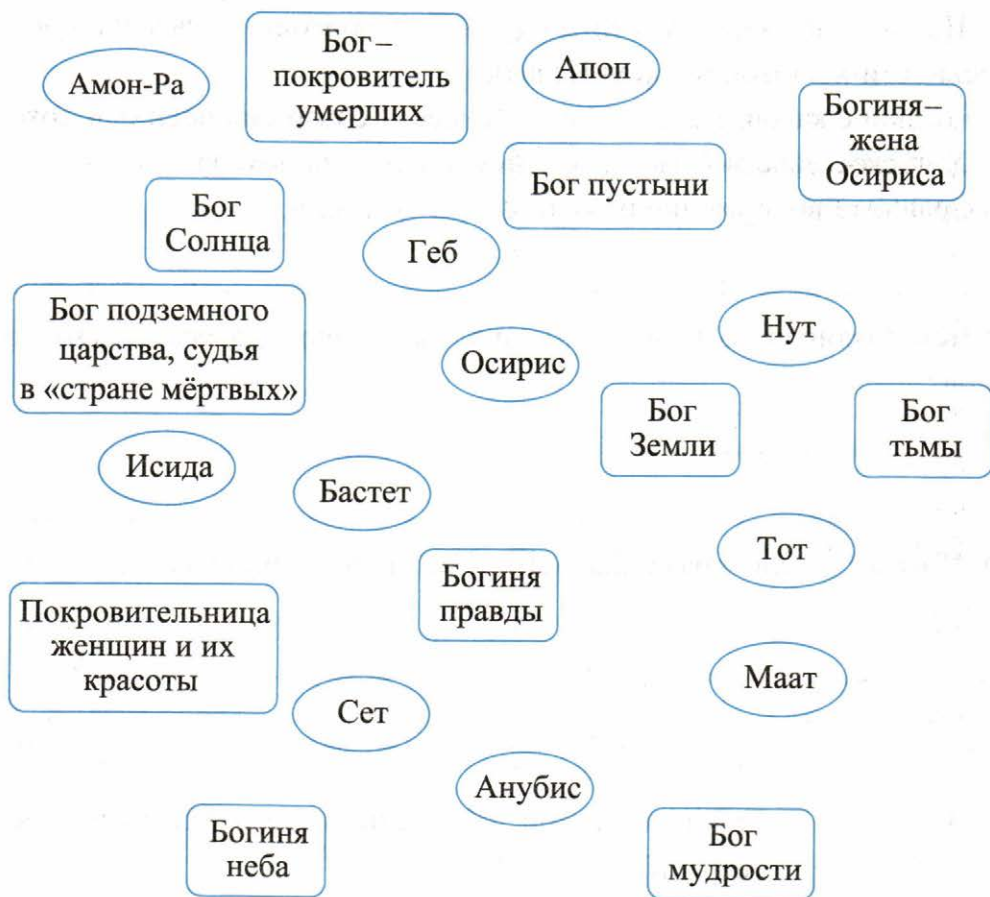 Амон-Ра
Бог –
покровитель
умерших
Апоп
Богиня –
жена
Осириса
Бог пустыни
Бог
Солнца
Геб
Бог подземного
царства, судья
в «стране мёртвых»
Нут
Осирис
Бог
Земли
Бог
тьмы
Исида
Бастет
Тот
Богиня
правды
Покровительница
женщин и их
красоты
Маат
Сет
Анубис
Богиня
неба
Бог
мудрости